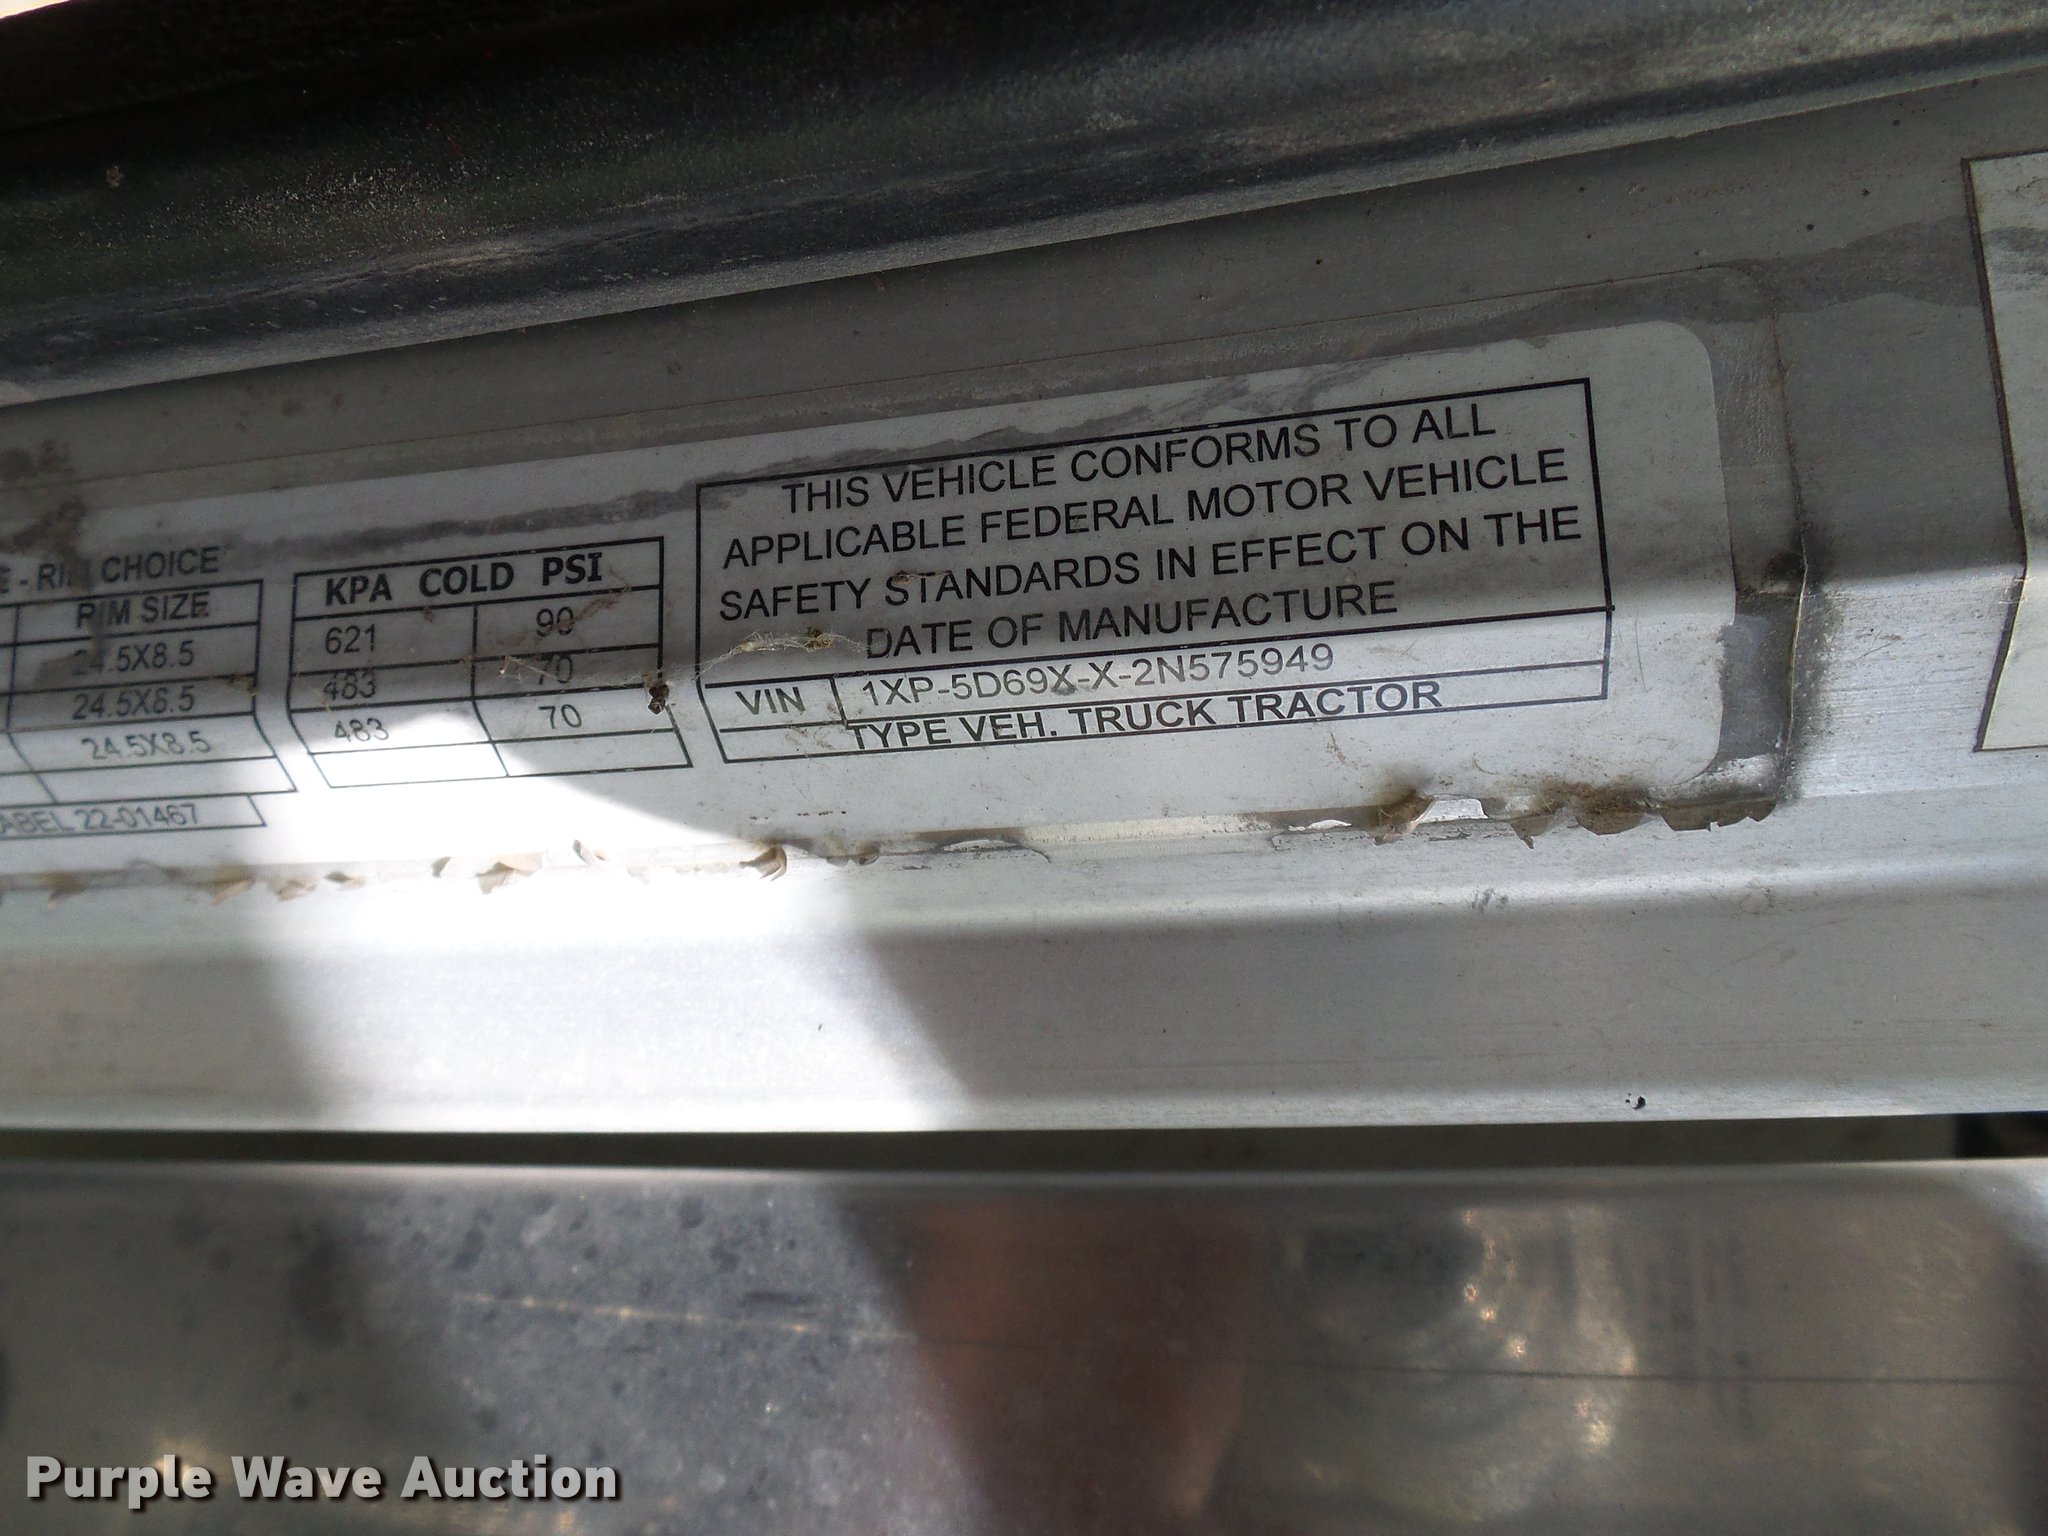 E - RIM CHOICE
RIM SIZE
24.5X8.5
24.5X8.5
24.5X8.5
ABEL 22-01467
KPA COLD PSI
621 90
483 70
483 70
THIS VEHICLE CONFORMS TO ALL
APPLICABLE FEDERAL MOTOR VEHICLE
SAFETY STANDARDS IN EFFECT ON THE
DATE OF MANUFACTURE
VIN 1XP-5D69X-X-2N575949
TYPE VEH. TRUCK TRACTOR
Purple Wave Auction